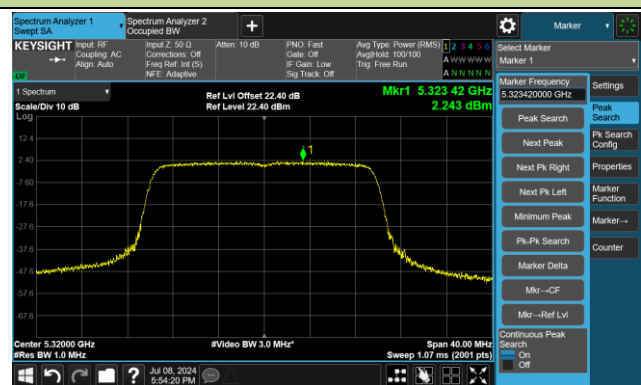 Spectrum Analyzer 1
Swept SA
Spectrum Analyzer 2
Occupied BW
+
Marker
KEYSIGHT
Input: RF
Coupling: AC
Align: Auto
Input Z: 50 Ω
Corrections: Off
Freq Ref: Int (S)
NFE: Adaptive
Atten: 10 dB
PNO: Fast
Gate: Off
IF Gain: Low
Sig Track: Off
Avg Type: Power (RMS)
Avg|Hold: 100/100
Trig: Free Run
1 2 3 4 5 6
A W W W W W
A N N N N N
LV
Select Marker
Marker 1
1 Spectrum
Scale/Div 10 dB
Log
Ref Lvl Offset 22.40 dB
Ref Level 22.40 dBm
Mkr1 5.323 42 GHz
2.243 dBm
12.4
2.40
-7.60
-17.6
-27.6
-37.6
-47.6
-57.6
-67.6
1
Center 5.32000 GHz
#Res BW 1.0 MHz
#Video BW 3.0 MHz*
Span 40.00 MHz
Sweep 1.07 ms (2001 pts)
Marker Frequency
5.323420000 GHz
Peak Search
Next Peak
Next Pk Right
Next Pk Left
Minimum Peak
Pk-Pk Search
Marker Delta
Mkr→CF
Mkr→Ref Lvl
Continuous Peak
Search
On
Off
Settings
Peak
Search
Pk Search
Config
Properties
Marker
Function
Marker→
Counter
?
Jul 08, 2024
5:54:20 PM